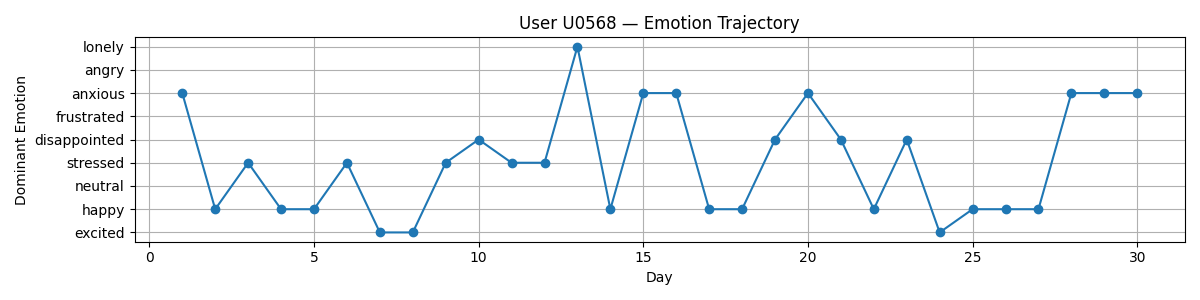 User U0568 — Emotion Trajectory
Dominant Emotion
lonely
angry
anxious
frustrated
disappointed
stressed
neutral
happy
excited
0 5 10 15 20 25 30
Day